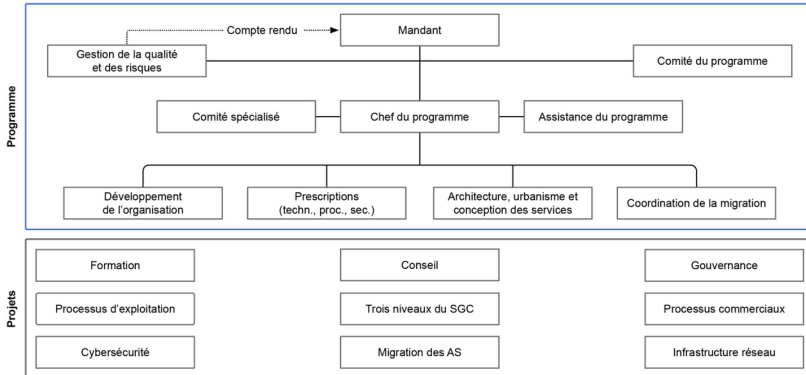 Programme
Compte rendu
Mandant
Gestion de la qualité
et des risques
Comité du programme
Comité spécialisé
Chef du programme
Assistance du programme
Développement
de l'organisation
Prescriptions
(techn., proc., sec.)
Architecture, urbanisme et
conception des services
Coordination de la migration
Projets
Formation
Conseil
Gouvernance
Processus d'exploitation
Trois niveaux du SGC
Processus commerciaux
Cybersécurité
Migration des AS
Infrastructure réseau